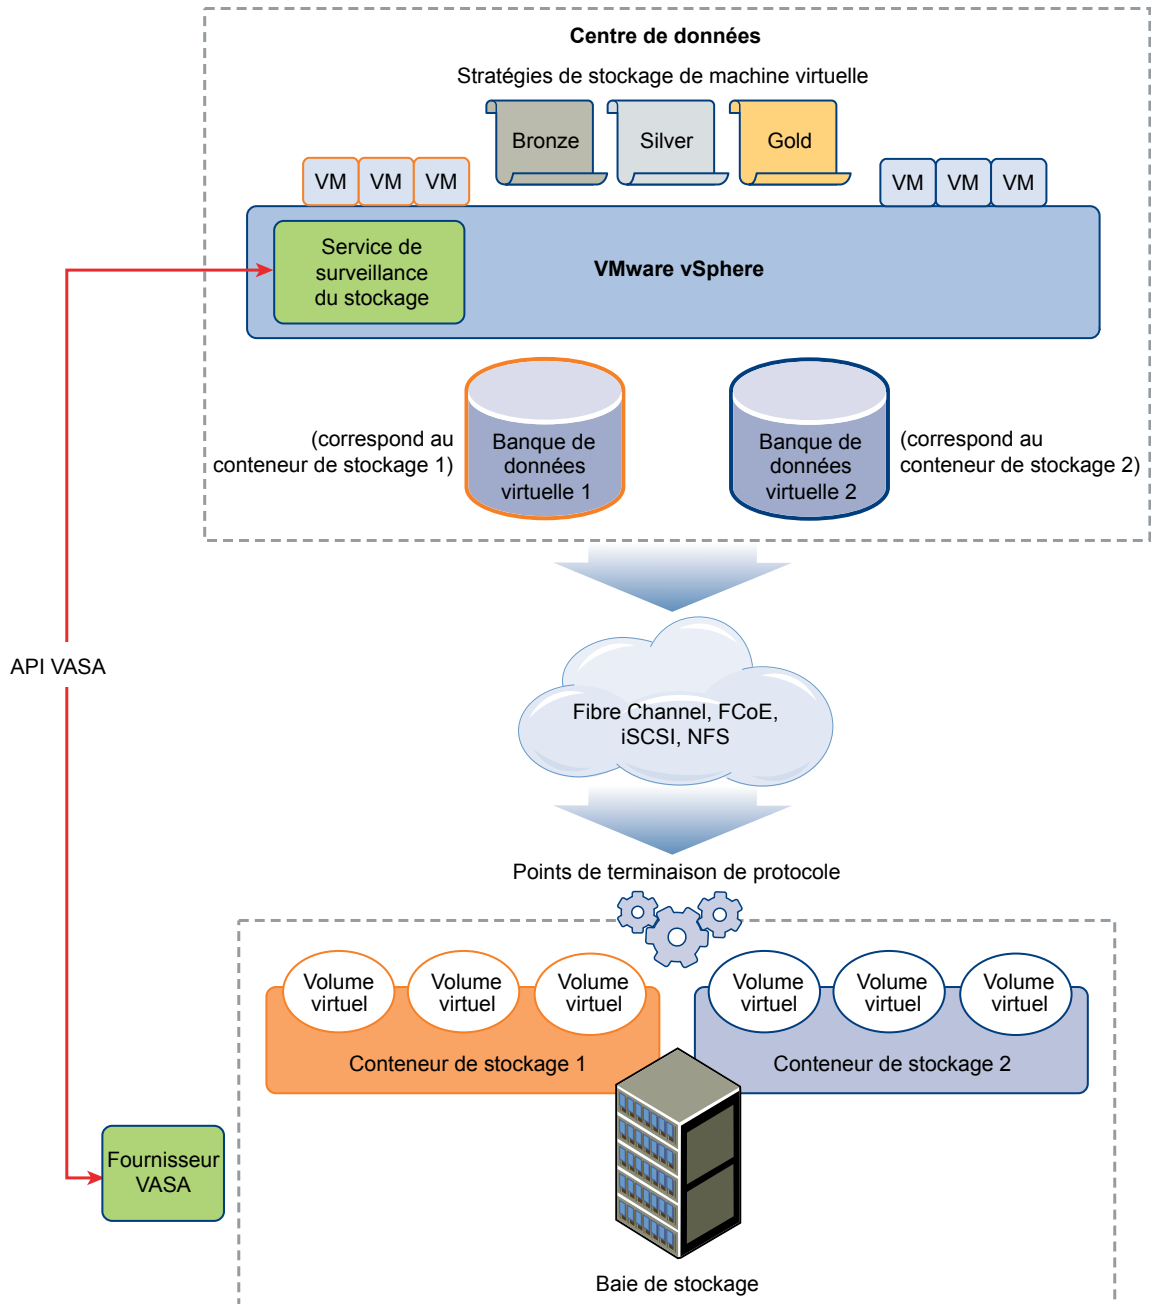 Centre de données
Stratégies de stockage de machine virtuelle
Bronze
Silver
Gold
VM
VM
VM
VM
VM
VM
Service de
surveillance
du stockage
VMware vSphere
(correspond au
conteneur de stockage 1)
Banque de
données
virtuelle 1
Banque de
données
virtuelle 2
(correspond au
conteneur de stockage 2)
API VASA
Fibre Channel, FCoE,
iSCSI, NFS
Points de terminaison de protocole
Volume
virtuel
Volume
virtuel
Volume
virtuel
Volume
virtuel
Volume
virtuel
Volume
virtuel
Conteneur de stockage 1
Conteneur de stockage 2
Fournisseur
VASA
Baie de stockage